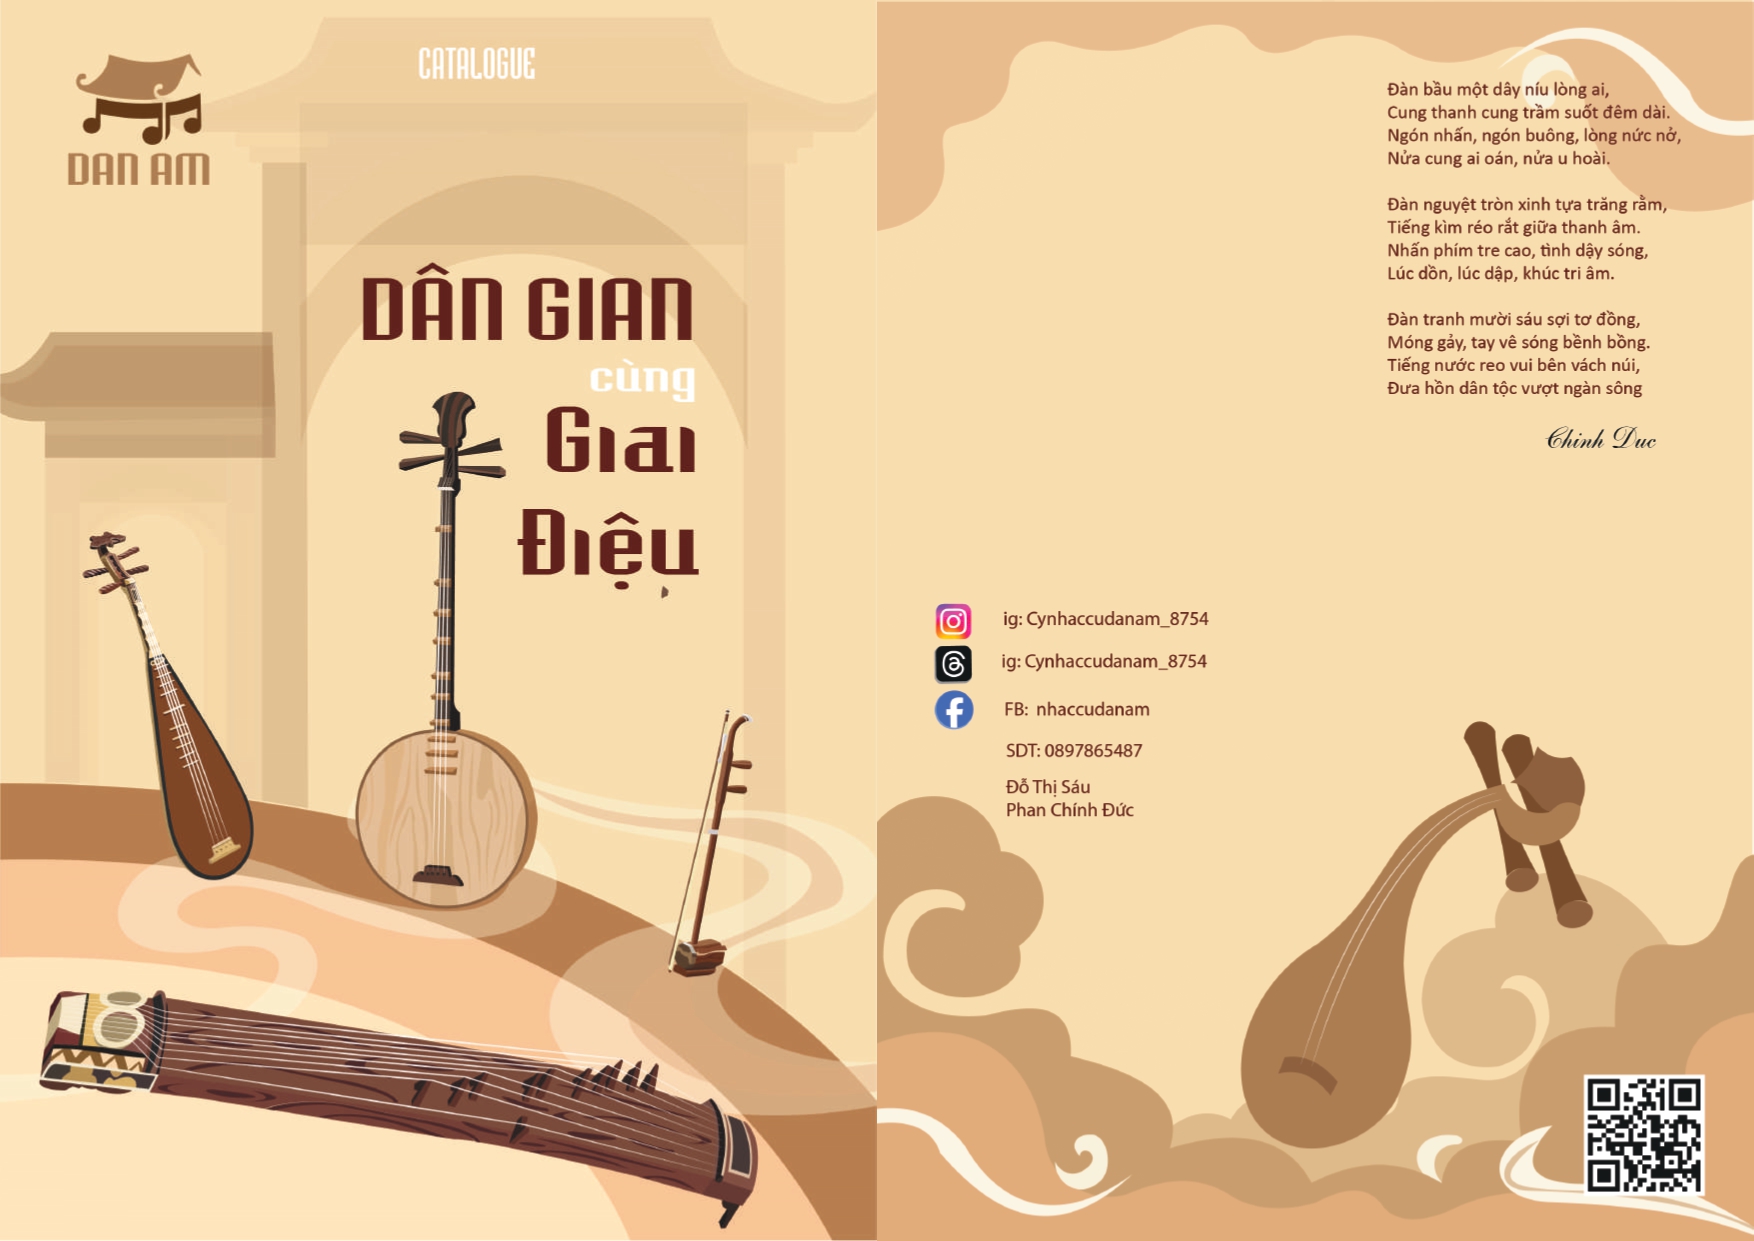 DAN AM
CATALOGUE
DÂN GIAN
cùng
Giai
Điệu
Đàn bầu một dây níu lòng ai,
Cung thanh cung trầm suốt đêm dài.
Ngón nhấn, ngón buông, lòng nức nở,
Nửa cung ai oán, nửa u hoài.
Đàn nguyệt tròn xinh tựa trăng rằm,
Tiếng kìm réo rắt giữa thanh âm.
Nhấn phím tre cao, tình dậy sóng,
Lúc dồn, lúc dập, khúc tri âm.
Đàn tranh mười sáu sợi tơ đồng,
Móng gảy, tay vê sóng bềnh bồng.
Tiếng nước reo vui bên vách núi,
Đưa hồn dân tộc vượt ngàn sông
Chinh Duc
ig: Cynhaccudanam_8754
ig: Cynhaccudanam_8754
FB: nhaccudanam
SDT: 0897865487
Đỗ Thị Sáu
Phan Chính Đức